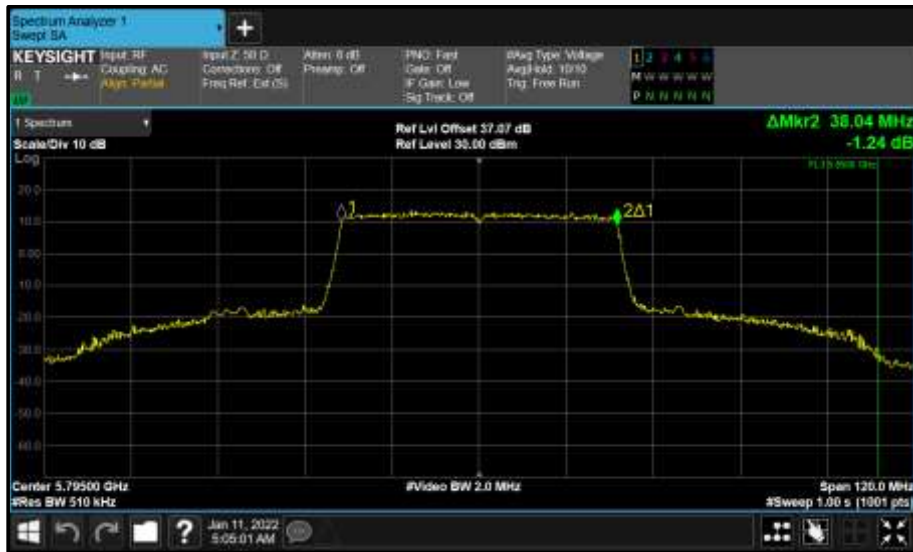 Spectrum Analyzer 1
Swept SA
+
KEYSIGHT
R T
Input: RF
Coupling: AC
Align: Partial
Input Z: 50 Ω
Corrections: Off
Freq Ref: Ext (S)
Atten: 6 dB
Preamp: Off
PNO: Fast
Gate: Off
IF Gain: Low
Sig Track: Off
#Avg Type: Voltage
Avg|Hold: 10/10
Trig: Free Run
1 2 3 4 5 6
M W W W W W
P N N N N N
1 Spectrum
Scale/Div 10 dB
Ref Lvl Offset 37.07 dB
Ref Level 30.00 dBm
ΔMkr2 38.04 MHz
-1.24 dB
Log
20.0
10.0
0.00
-10.0
-20.0
-30.0
-40.0
-50.0
-60.0
1
2Δ1
Center 5.79500 GHz
#Video BW 2.0 MHz
Span 120.0 MHz
#Res BW 510 kHz
#Sweep 1.00 s (1001 pts)
?
Jan 11, 2022
5:05:01 AM